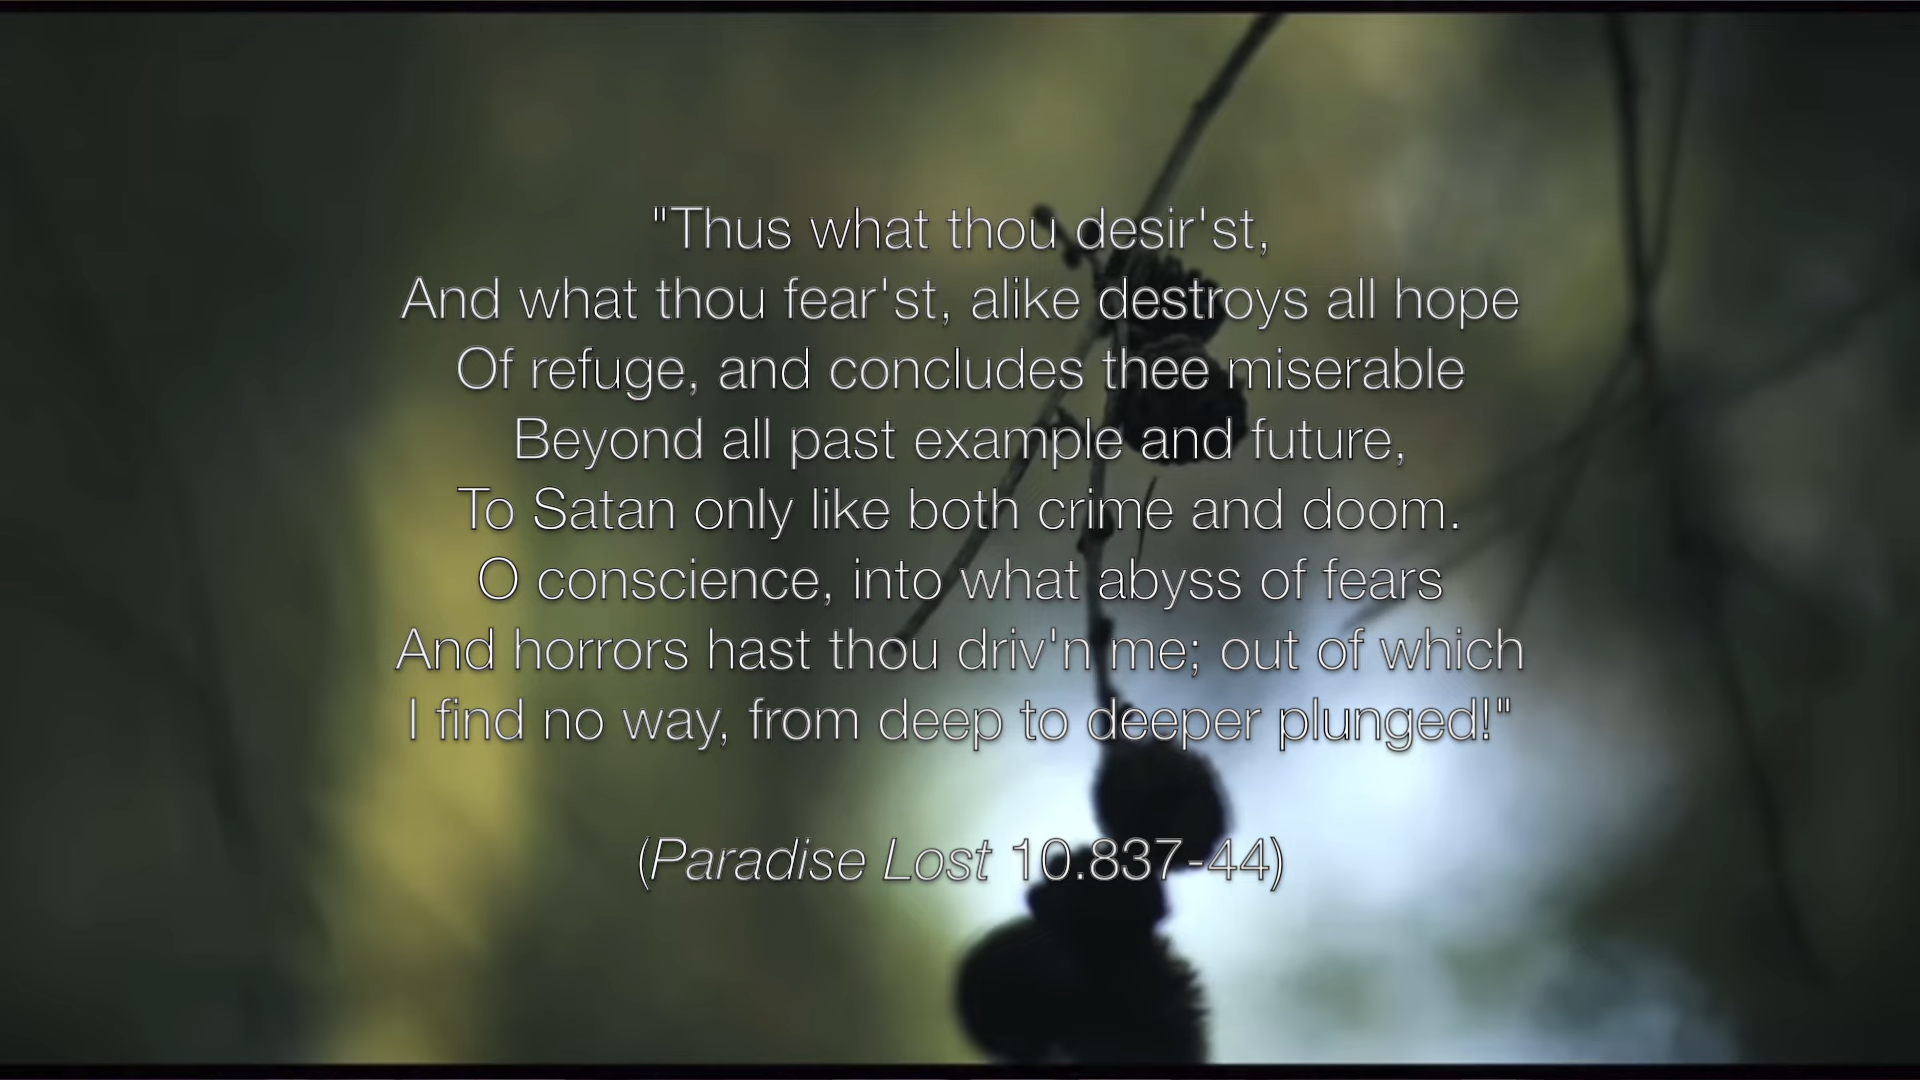 "Thus what thou desir'st,
And what thou fear'st, alike destroys all hope
Of refuge, and concludes thee miserable
Beyond all past example and future,
To Satan only like both crime and doom.
O conscience, into what abyss of fears
And horrors hast thou driv'n me; out of which
I find no way, from deep to deeper plunged!"
(Paradise Lost 10.837-44)